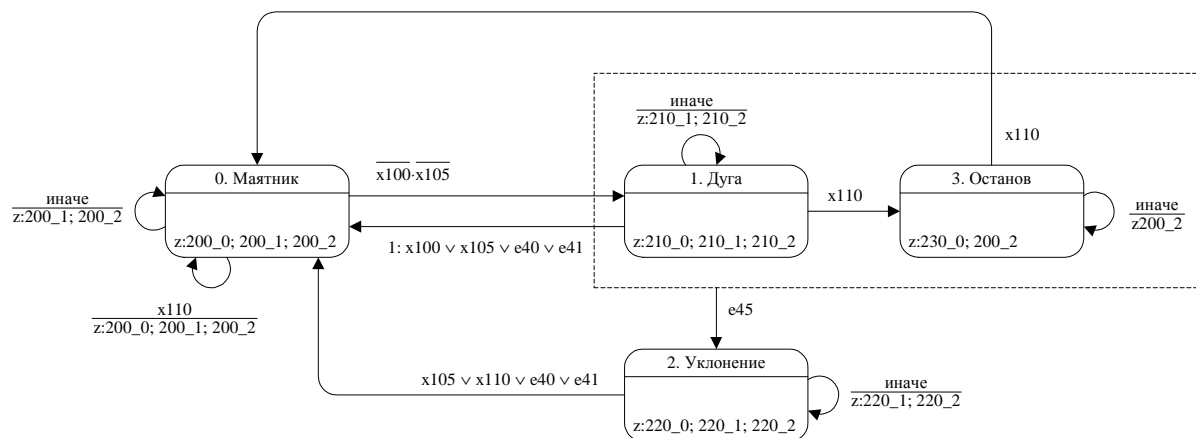 x110
иначе
z:210_1; 210_2
0. Маятник
x100·x105
1. Дуга
3. Останов
иначе
z:200_1; 200_2
x110
иначе
z200_2
z:200_0; 200_1; 200_2
1: x100 ∨ x105 ∨ e40 ∨ e41
z:210_0; 210_1; 210_2
z:230_0; 200_2
x110
z:200_0; 200_1; 200_2
e45
2. Уклонение
x105 ∨ x110 ∨ e40 ∨ e41
иначе
z:220_1; 220_2
z:220_0; 220_1; 220_2